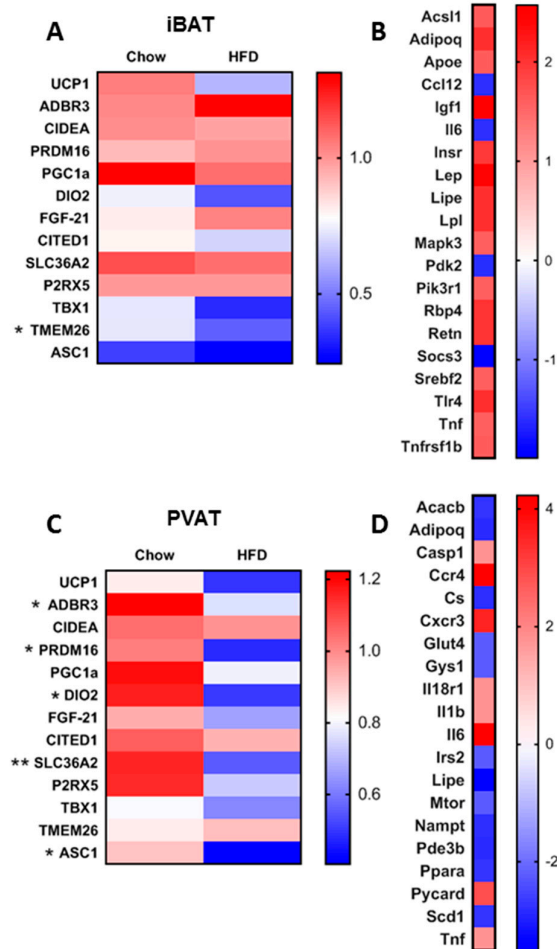 A
iBAT
Chow HFD
UCP1
ADBR3
CIDEA
PRDM16
PGC1a
DIO2
FGF-21
CITED1
SLC36A2
P2RX5
TBX1
* TMEM26
ASC1
1.0
0.5
B
Acsl1
Adipoq
Apoe
Ccl12
Igf1
Il6
Insr
Lep
Lipe
Lpl
Mapk3
Pdk2
Pik3r1
Rbp4
Retn
Socs3
Srebf2
Tlr4
Tnf
Tnfrsf1b
2
1
0
-1
C
PVAT
Chow HFD
UCP1
* ADBR3
CIDEA
* PRDM16
PGC1a
* DIO2
FGF-21
CITED1
** SLC36A2
P2RX5
TBX1
TMEM26
* ASC1
1.2
1.0
0.8
0.6
D
Acacb
Adipoq
Casp1
Ccr4
Cs
Cxcr3
Glut4
Gys1
Il18r1
Il1b
Il6
Irs2
Lipe
Mtor
Nampt
Pde3b
Ppara
Pycard
Scd1
Tnf
4
2
0
-2